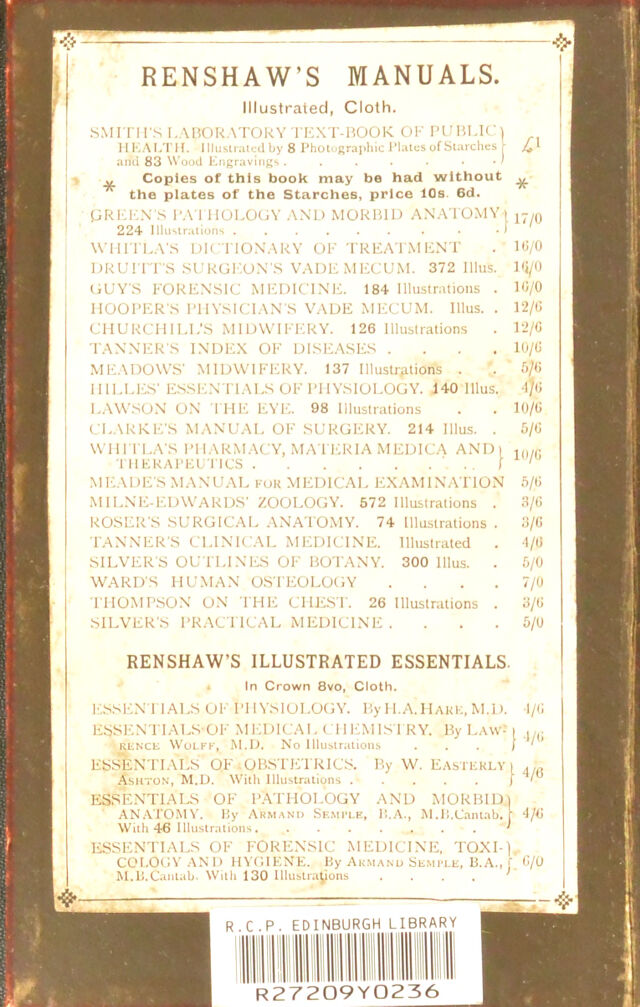 RENSHAW'S MANUALS.
Illustrated, Cloth.
SMITH'S LABORATORY TEXT-BOOK OF PUBLIC
HEALTH. Illustrated by 8 Photographic Plates of Starches £1
and 83 Wood Engravings . . . . . . .
Copies of this book may be had without
* the plates of the Starches, price 10s. 6d. *
GREEN'S PATHOLOGY AND MORBID ANATOMY 17/0
224 Illustrations . . . . . . . . .
WHITLA'S DICTIONARY OF TREATMENT . 16/0
DRUITT'S SURGEON'S VADE MECUM. 372 Illus. 16/0
GUY'S FORENSIC MEDICINE. 184 Illustrations . 16/0
HOOPER'S PHYSICIAN'S VADE MECUM. Illus. . 12/6
CHURCHILL'S MIDWIFERY. 126 Illustrations . 12/6
TANNER'S INDEX OF DISEASES . . . . 10/6
MEADOWS' MIDWIFERY. 137 Illustrations . . 5/6
HILLES' ESSENTIALS OF PHYSIOLOGY. 140 Illus. 4/6
LAWSON ON THE EYE. 98 Illustrations . . 10/6
CLARKE'S MANUAL OF SURGERY. 214 Illus. . 5/6
WHITLA'S PHARMACY, MATERIA MEDICA AND 10/6
THERAPEUTICS . . . . . . . . .
MEADE'S MANUAL FOR MEDICAL EXAMINATION 5/6
MILNE-EDWARDS' ZOOLOGY. 572 Illustrations . 3/6
ROSER'S SURGICAL ANATOMY. 74 Illustrations . 3/6
TANNER'S CLINICAL MEDICINE. Illustrated . 4/6
SILVER'S OUTLINES OF BOTANY. 300 Illus. . 5/0
WARD'S HUMAN OSTEOLOGY . . . . 7/0
THOMPSON ON THE CHEST. 26 Illustrations . 3/6
SILVER'S PRACTICAL MEDICINE . . . . 5/0
RENSHAW'S ILLUSTRATED ESSENTIALS.
In Crown 8vo, Cloth.
ESSENTIALS OF PHYSIOLOGY. By H. A. HARE, M.D. 4/6
ESSENTIALS OF MEDICAL CHEMISTRY. By LAW- 4/6
RENCE WOLFF, M.D. No Illustrations . . . .
ESSENTIALS OF OBSTETRICS. By W. EASTERLY 4/6
ASHTON, M.D. With Illustrations . . . . .
ESSENTIALS OF PATHOLOGY AND MORBID
ANATOMY. By ARMAND SEMPLE, B.A., M.B.Cantab. 4/6
With 46 Illustrations . . . . . . . .
ESSENTIALS OF FORENSIC MEDICINE, TOXI-
COLOGY AND HYGIENE. By ARMAND SEMPLE, B.A., 6/0
M.B.Cantab. With 130 Illustrations . . . .
R.C.P. EDINBURGH LIBRARY
R27209Y0236